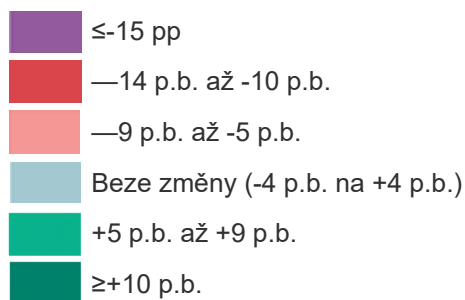 ≤-15 pp
—14 p.b. až -10 p.b.
—9 p.b. až -5 p.b.
Beze změny (-4 p.b. na +4 p.b.)
+5 p.b. až +9 p.b.
≥+10 p.b.